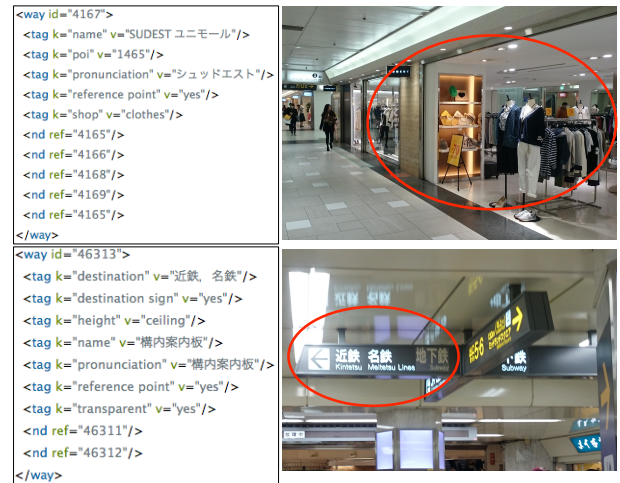 <way id="4167">
<tag k="name" v="SUDEST ユニモール"/>
<tag k="poi" v="1465"/>
<tag k="pronunciation" v="シュッドエスト"/>
<tag k="reference point" v="yes"/>
<tag k="shop" v="clothes"/>
<nd ref="4165"/>
<nd ref="4166"/>
<nd ref="4168"/>
<nd ref="4169"/>
<nd ref="4165"/>
</way>
<way id="46313">
<tag k="destination" v="近鉄，名鉄"/>
<tag k="destination sign" v="yes"/>
<tag k="height" v="ceiling"/>
<tag k="name" v="構内案内板"/>
<tag k="pronunciation" v="構内案内板"/>
<tag k="reference point" v="yes"/>
<tag k="transparent" v="yes"/>
<nd ref="46311"/>
<nd ref="46312"/>
</way>
近鉄 名鉄 地下鉄
Kintetsu Meitetsu Lines Subway
5·6
下鉄
Subway